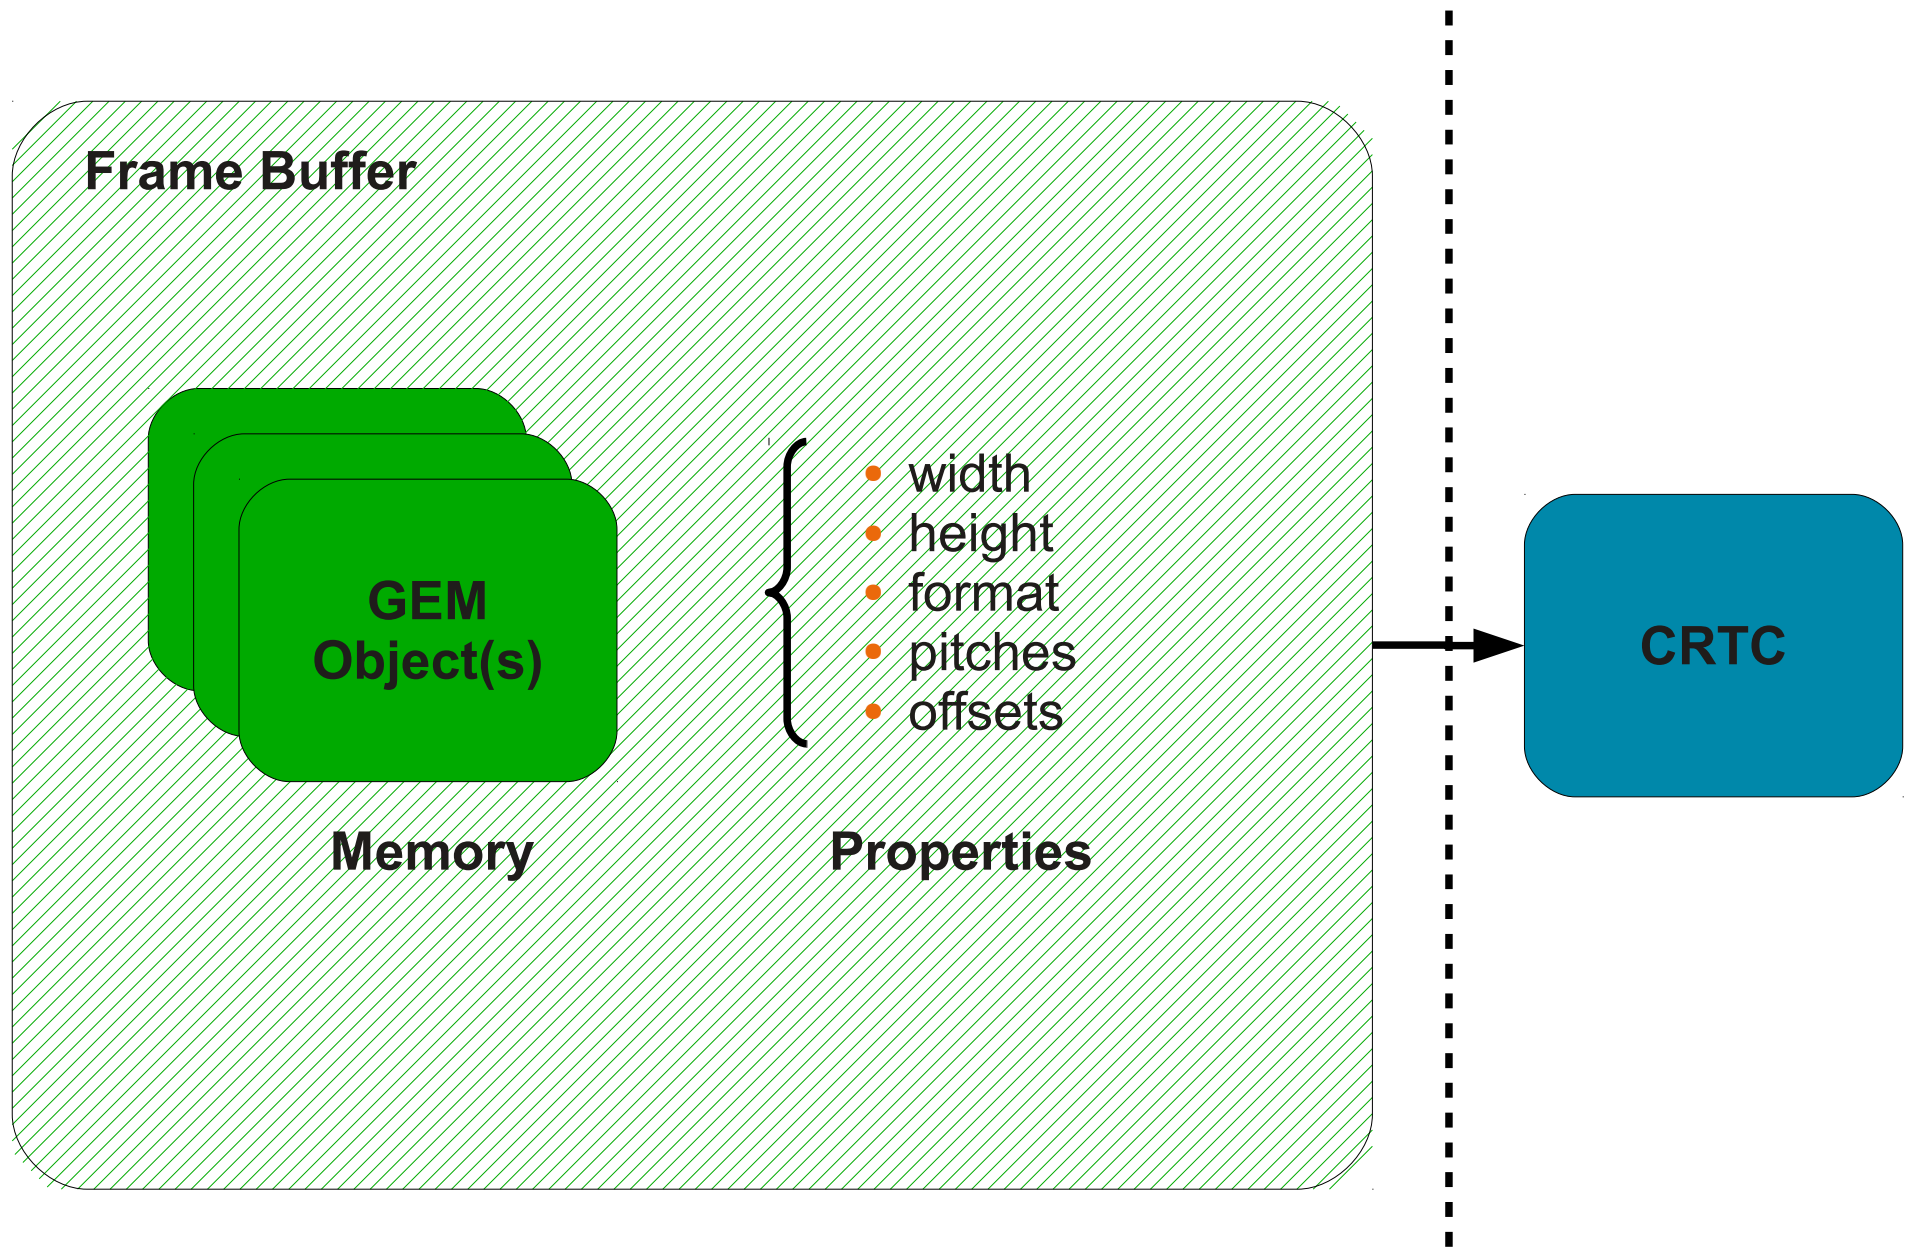 Frame Buffer
GEM
Object(s)
Memory
• width
• height
• format
• pitches
• offsets
Properties
CRTC